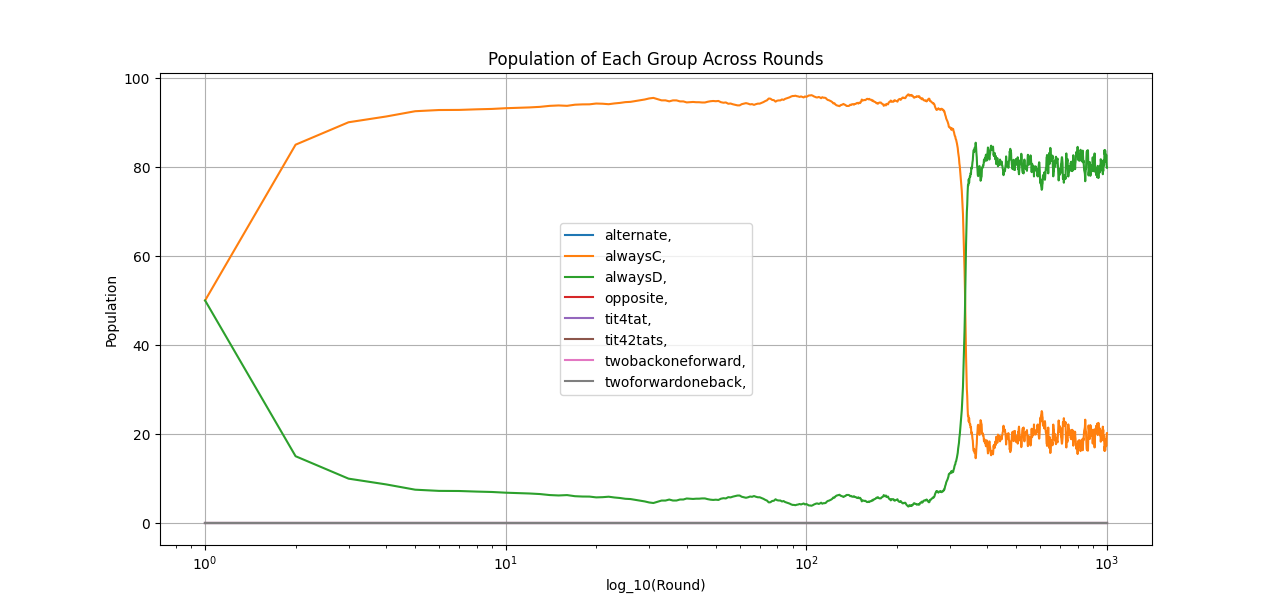 Population of Each Group Across Rounds
100
80
60
40
20
0
Population
alternate,
alwaysC,
alwaysD,
opposite,
tit4tat,
tit42tats,
twobackoneforward,
twoforwardoneback,
10⁰ 10¹ 10² 10³
log_10(Round)